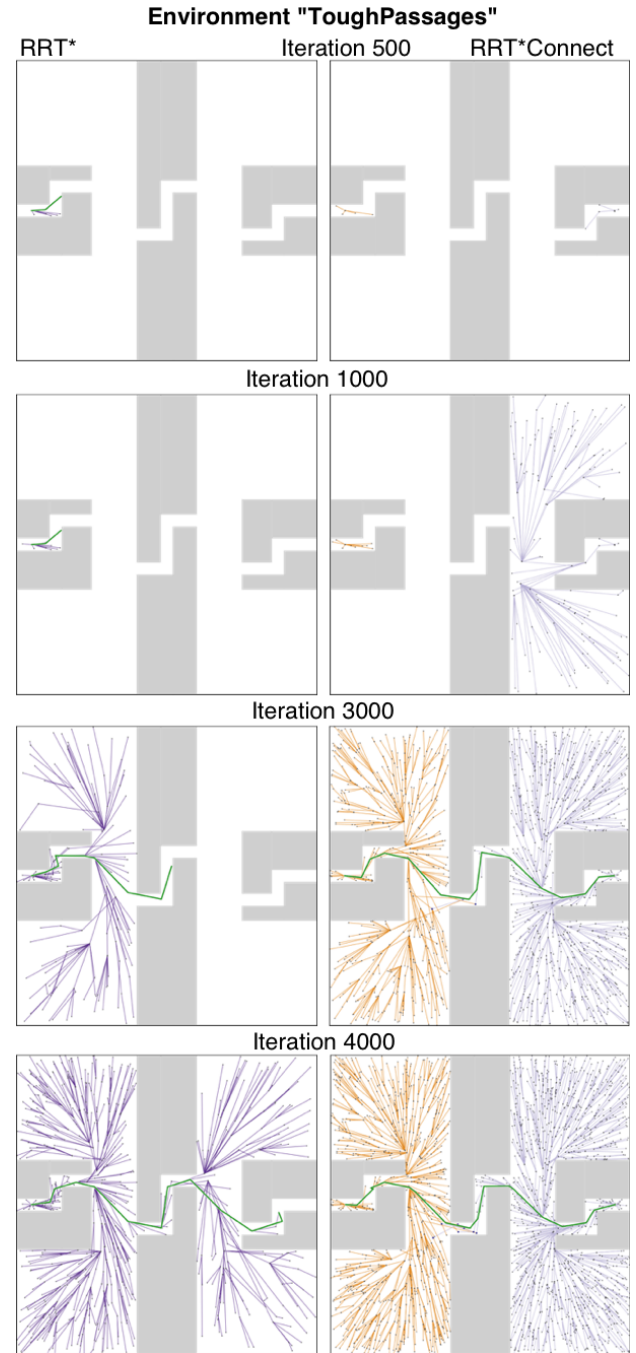 Environment "ToughPassages"
RRT* Iteration 500 RRT*Connect
Iteration 1000
Iteration 3000
Iteration 4000